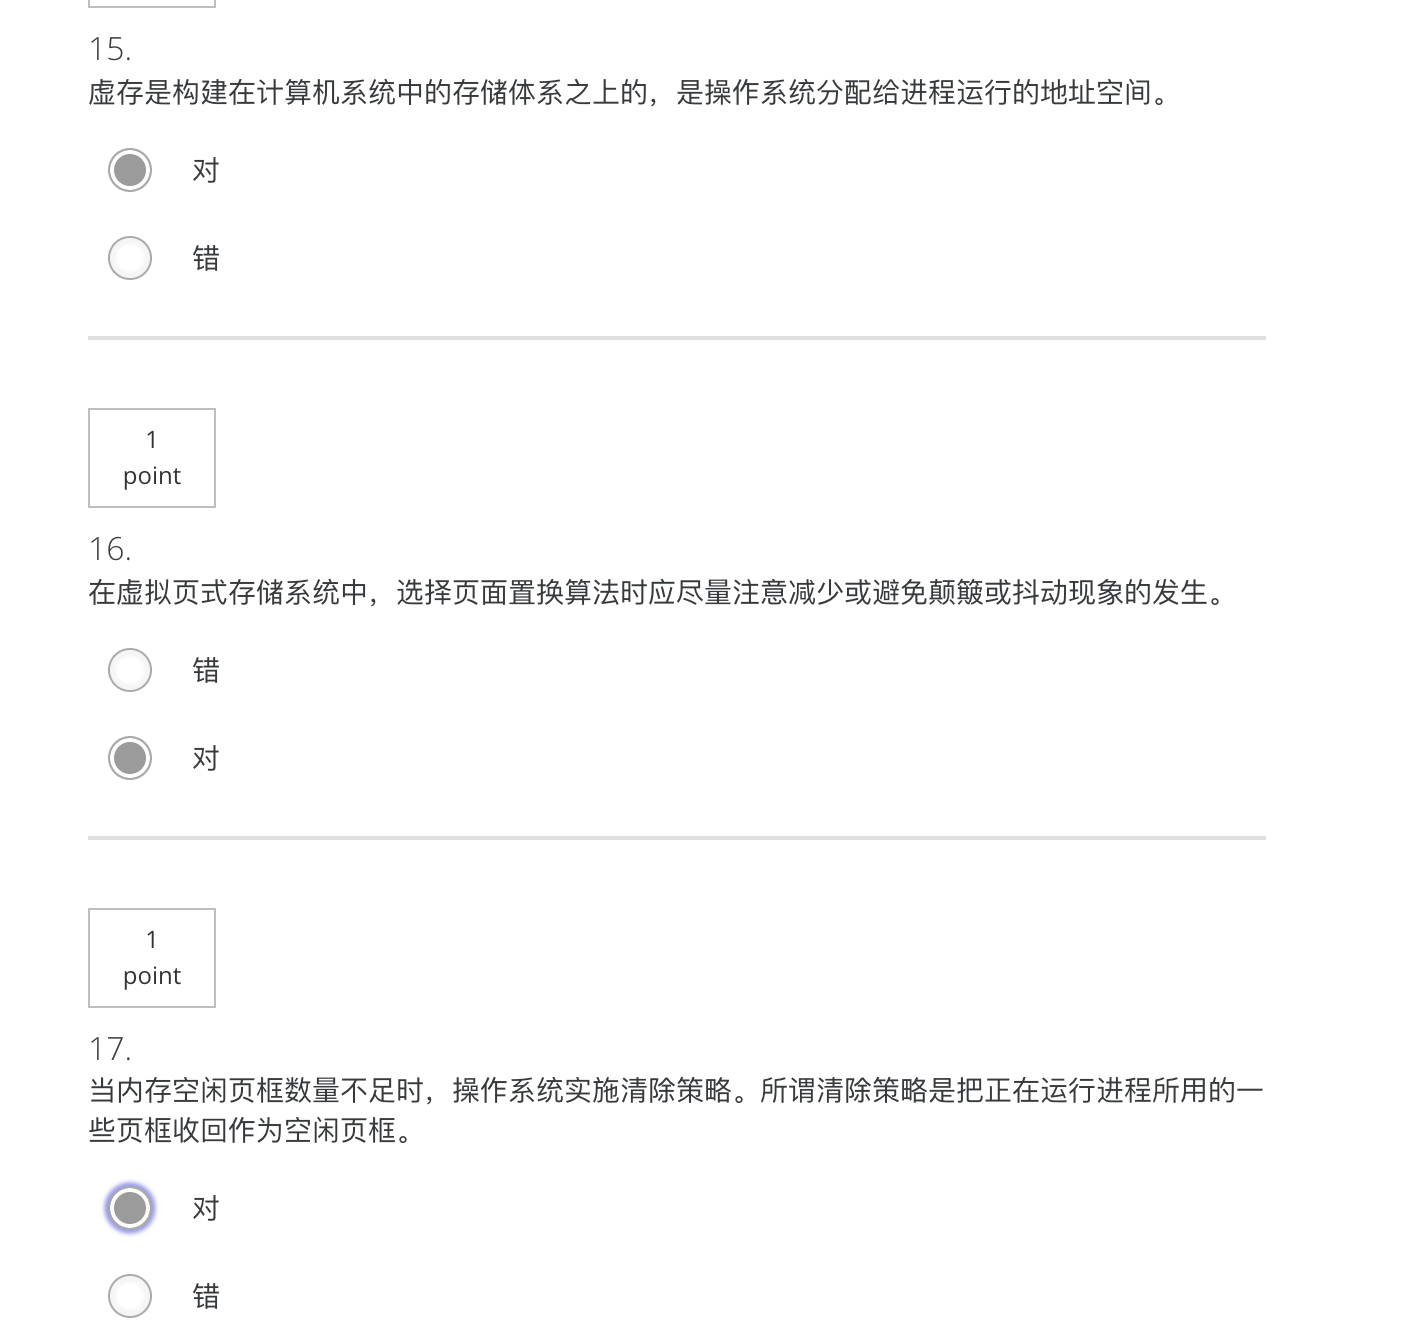 15.
虚存是构建在计算机系统中的存储体系之上的，是操作系统分配给进程运行的地址空间。
对
错
1
point
16.
在虚拟页式存储系统中，选择页面置换算法时应尽量注意减少或避免颠簸或抖动现象的发生。
错
对
1
point
17.
当内存空闲页框数量不足时，操作系统实施清除策略。所谓清除策略是把正在运行进程所用的一
些页框收回作为空闲页框。
对
错